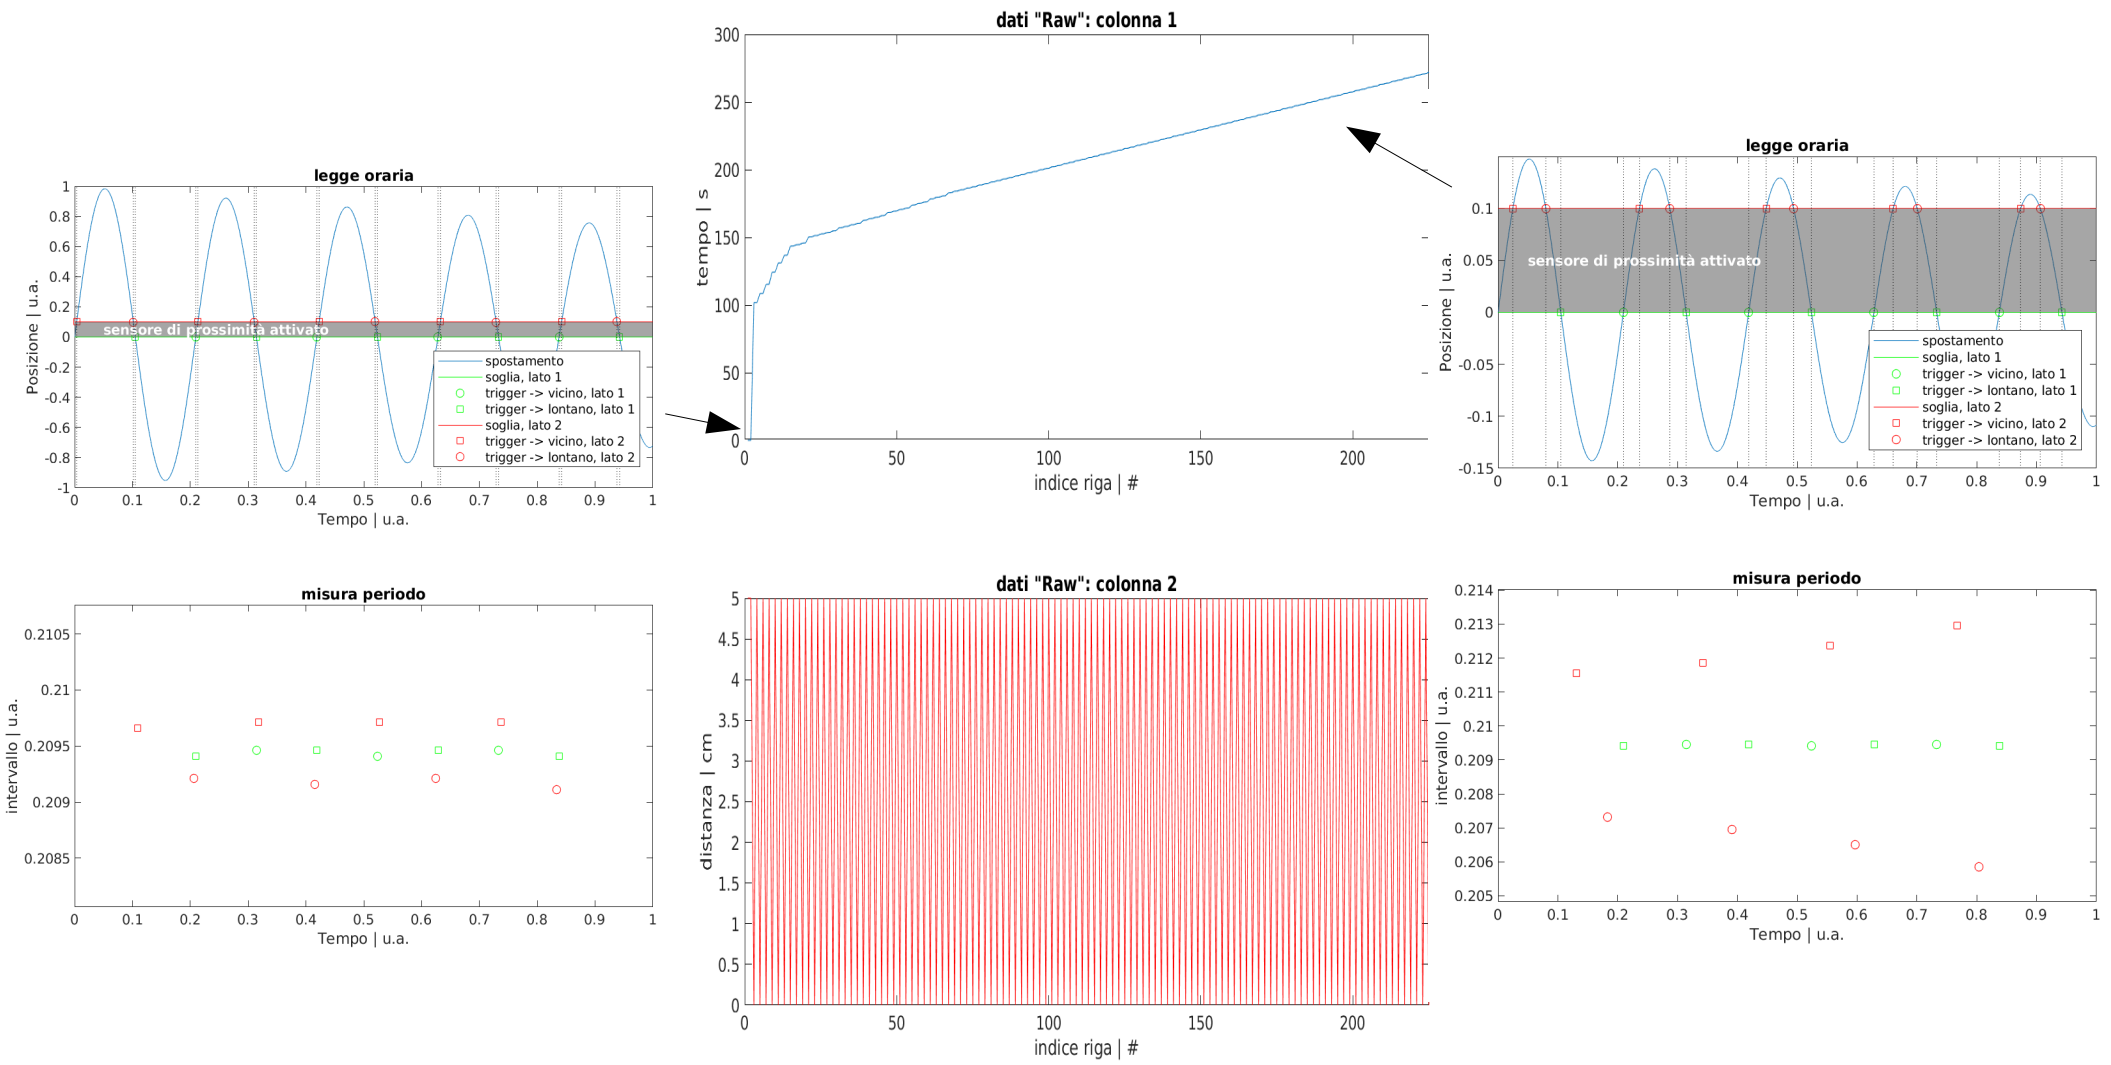 legge oraria
1
0.8
0.6
0.4
0.2
0
-0.2
-0.4
-0.6
-0.8
-1
Posizione | u.a.
sensore di prossimità attivato
spostamento
soglia, lato 1
trigger -> vicino, lato 1
trigger -> lontano, lato 1
soglia, lato 2
trigger -> vicino, lato 2
trigger -> lontano, lato 2
0 0.1 0.2 0.3 0.4 0.5 0.6 0.7 0.8 0.9 1
Tempo | u.a.
dati "Raw": colonna 1
300
250
200
150
100
50
0
tempo | s
0 50 100 150 200
indice riga | #
legge oraria
0.1
0.05
0
-0.05
-0.1
-0.15
Posizione | u.a.
sensore di prossimità attivato
spostamento
soglia, lato 1
trigger -> vicino, lato 1
trigger -> lontano, lato 1
soglia, lato 2
trigger -> vicino, lato 2
trigger -> lontano, lato 2
0 0.1 0.2 0.3 0.4 0.5 0.6 0.7 0.8 0.9 1
Tempo | u.a.
misura periodo
0.2105
0.21
0.2095
0.209
0.2085
intervallo | u.a.
0 0.1 0.2 0.3 0.4 0.5 0.6 0.7 0.8 0.9 1
Tempo | u.a.
dati "Raw": colonna 2
5
4.5
4
3.5
3
2.5
2
1.5
1
0.5
0
distanza | cm
0 50 100 150 200
indice riga | #
misura periodo
0.214
0.213
0.212
0.211
0.21
0.209
0.208
0.207
0.206
0.205
intervallo | u.a.
0 0.1 0.2 0.3 0.4 0.5 0.6 0.7 0.8 0.9 1
Tempo | u.a.